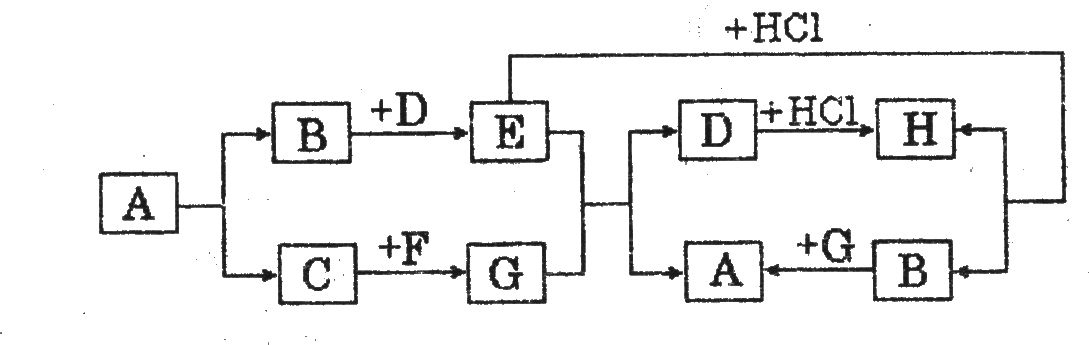 +HCl
B +D E D +HCl H
A
C +F G A +G B